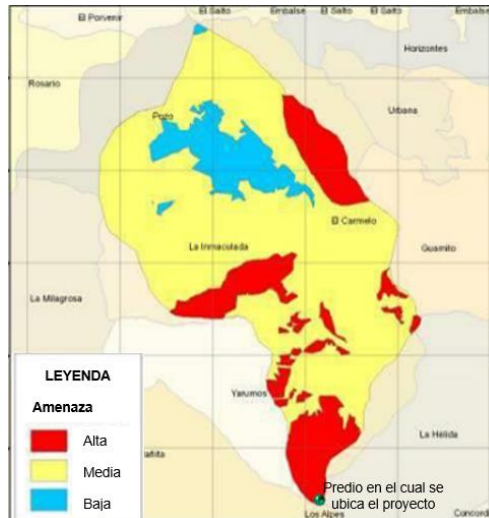 El Porvenir
El Salto
Embalse
El Salto
El Salto
Embalse
Horizontes
Rosario
Urbana
Pozo
El Carmelo
La Inmaculada
Guamito
La Milagrosa
LEYENDA
Amenaza
Alta
Media
Baja
Yarumos
La Hélida
añita
Predio en el cual se
ubica el proyecto
Los Alpes
Concord